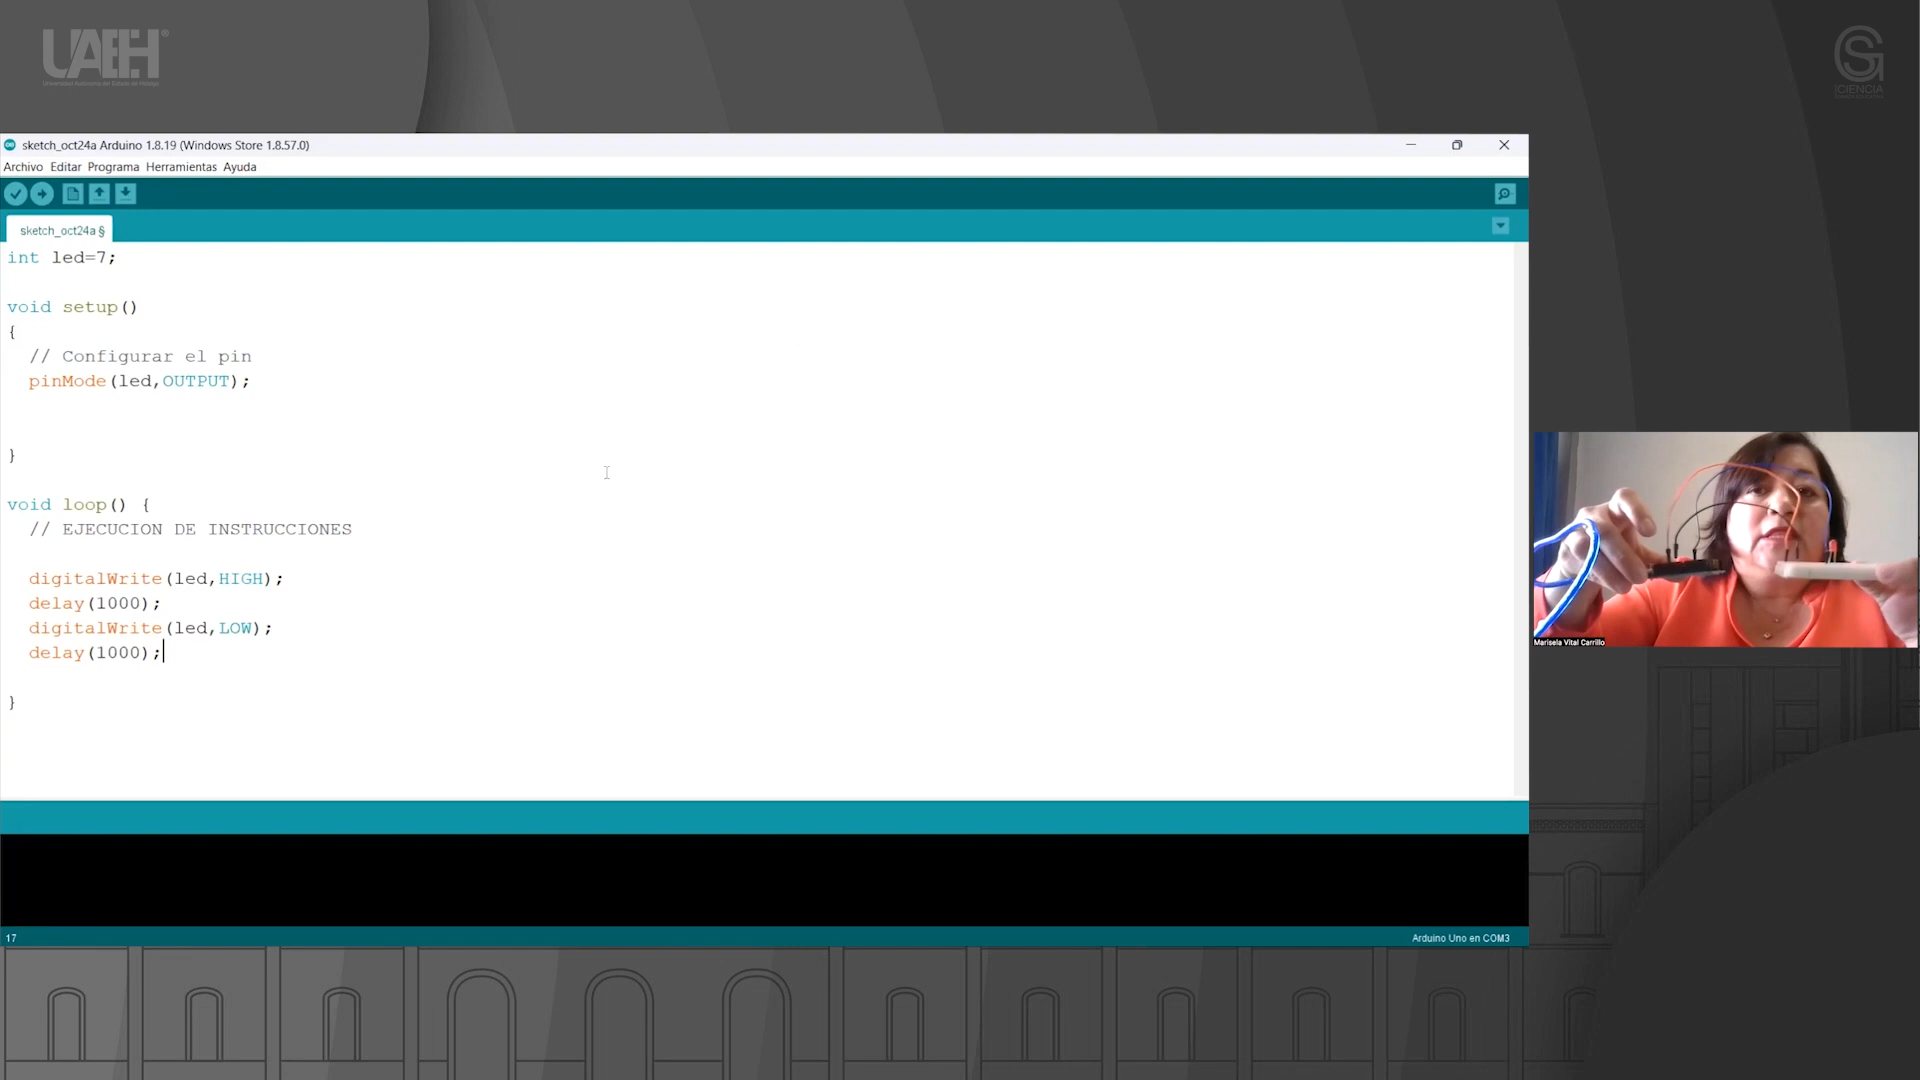 UAEH®
Universidad Autónoma del Estado de Hidalgo
CIENCIA
sketch_oct24a Arduino 1.8.19 (Windows Store 1.8.57.0)
Archivo Editar Programa Herramientas Ayuda
sketch_oct24a §
int led=7;
void setup()
{
// Configurar el pin
pinMode(led,OUTPUT);
}
void loop() {
// EJECUCION DE INSTRUCCIONES
digitalWrite(led,HIGH);
delay(1000);
digitalWrite(led,LOW);
delay(1000);
}
Marisela Vital Carrillo
17
Arduino Uno en COM3